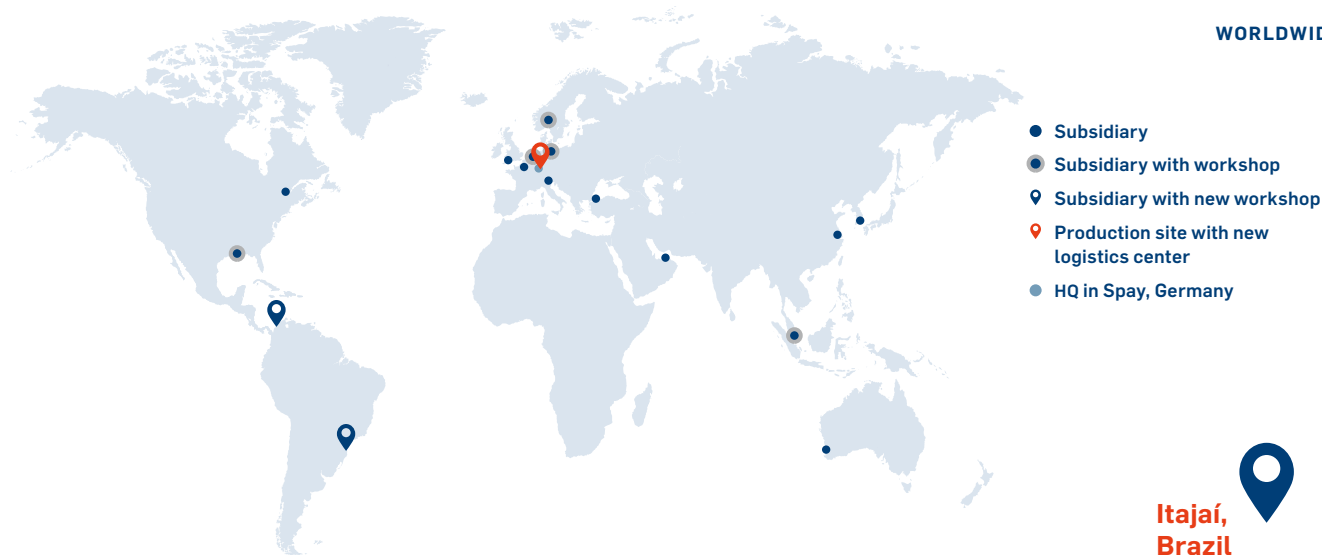 WORLDWID
Subsidiary
Subsidiary with workshop
Subsidiary with new workshop
Production site with new
logistics center
HQ in Spay, Germany
Itajaí,
Brazil